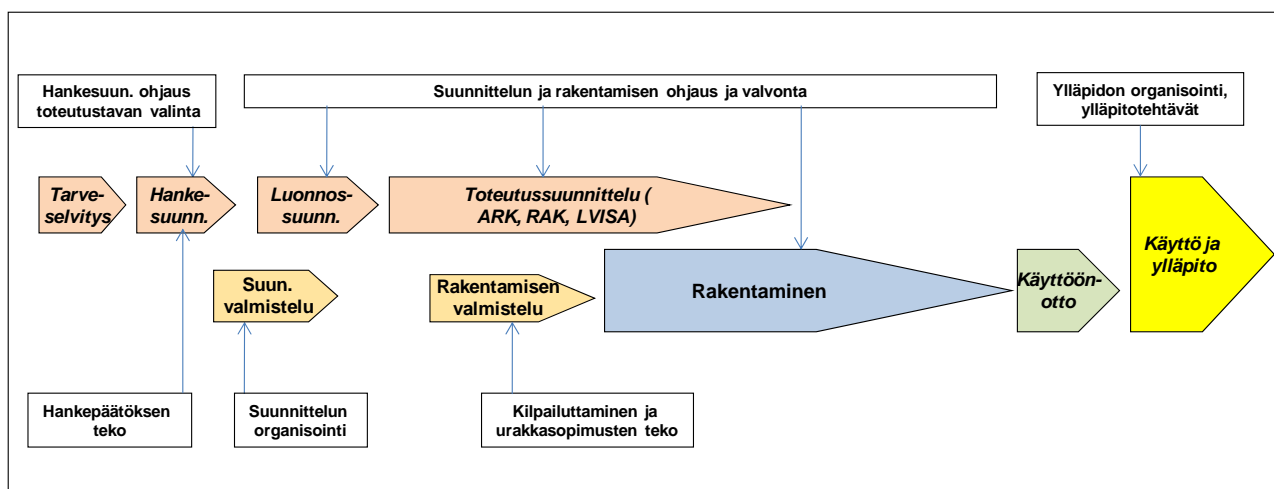 Hankesuun. ohjaus
toteutustavan valinta
Suunnittelun ja rakentamisen ohjaus ja valvonta
Ylläpidon organisointi,
ylläpitotehtävät
Tarve-
selvitys
Hanke-
suunn.
Luonnos-
suunn.
Toteutussuunnittelu (
ARK, RAK, LVISA)
Käyttö ja
ylläpito
Suun.
valmistelu
Rakentamisen
valmistelu
Rakentaminen
Käyttöön-
otto
Hankepäätöksen
teko
Suunnittelun
organisointi
Kilpailuttaminen ja
urakkasopimusten teko